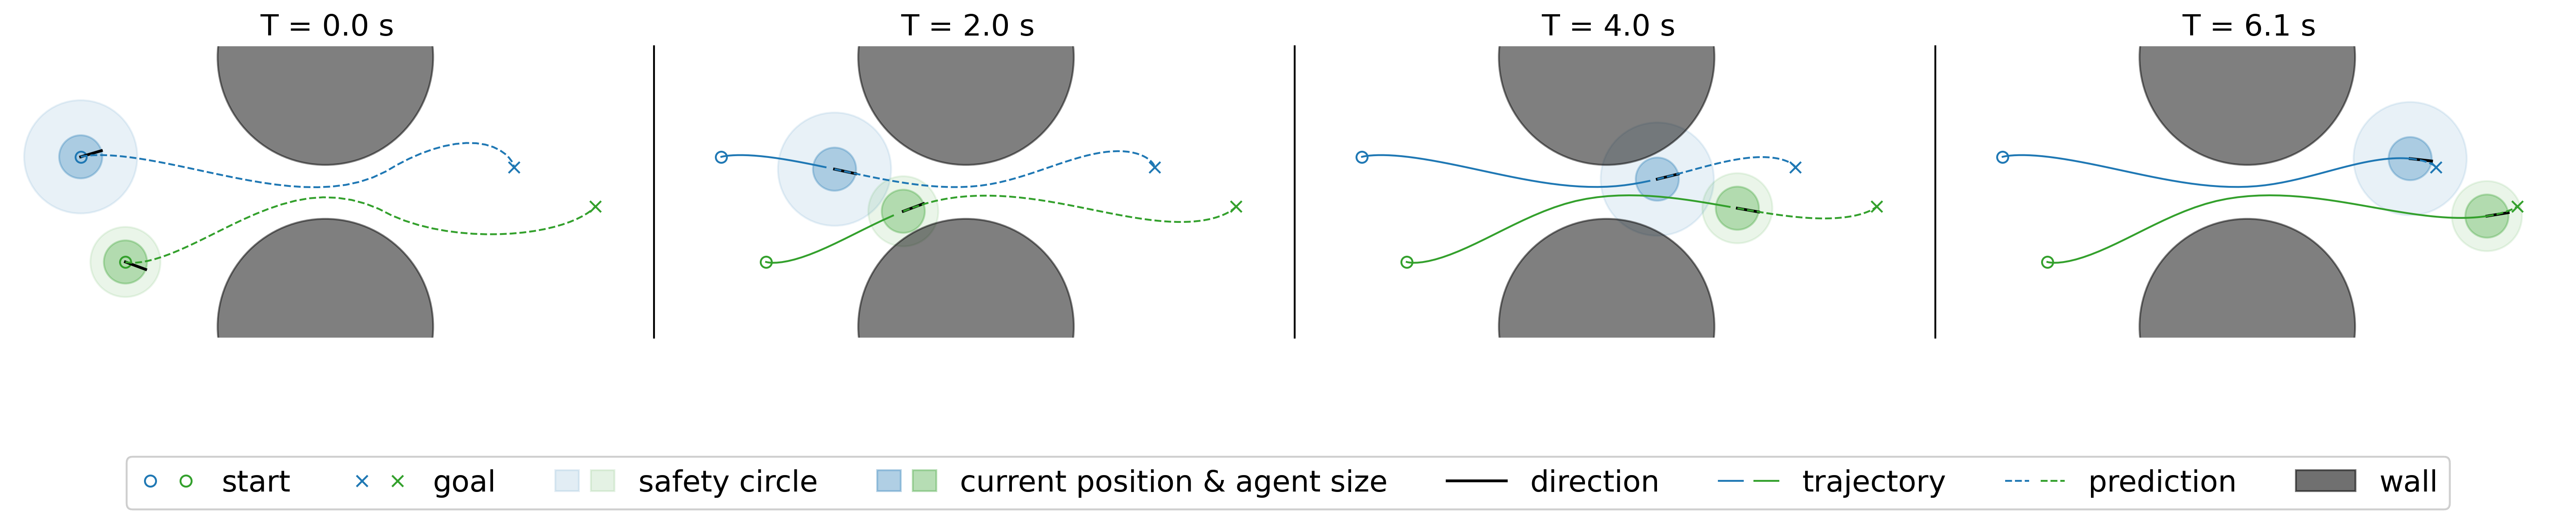 T = 0.0 s
T = 2.0 s
T = 4.0 s
T = 6.1 s
start goal safety circle current position & agent size direction trajectory prediction wall